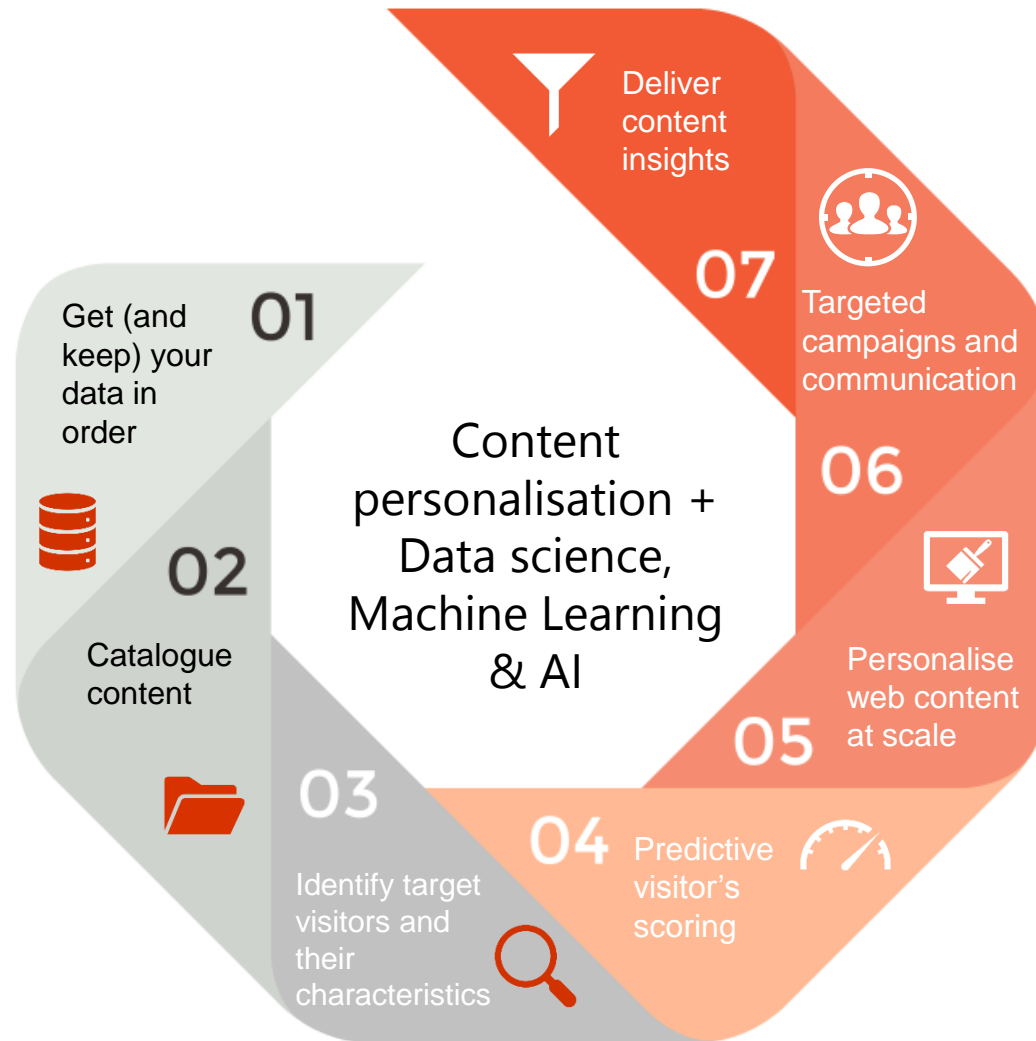 01
Get (and
keep) your
data in
order
02
Catalogue
content
03
Identify target
visitors and
their
characteristics
04
Predictive
visitor's
scoring
05
Personalise
web content
at scale
06
Targeted
campaigns and
communication
07
Deliver
content
insights
Content
personalisation +
Data science,
Machine Learning
& AI